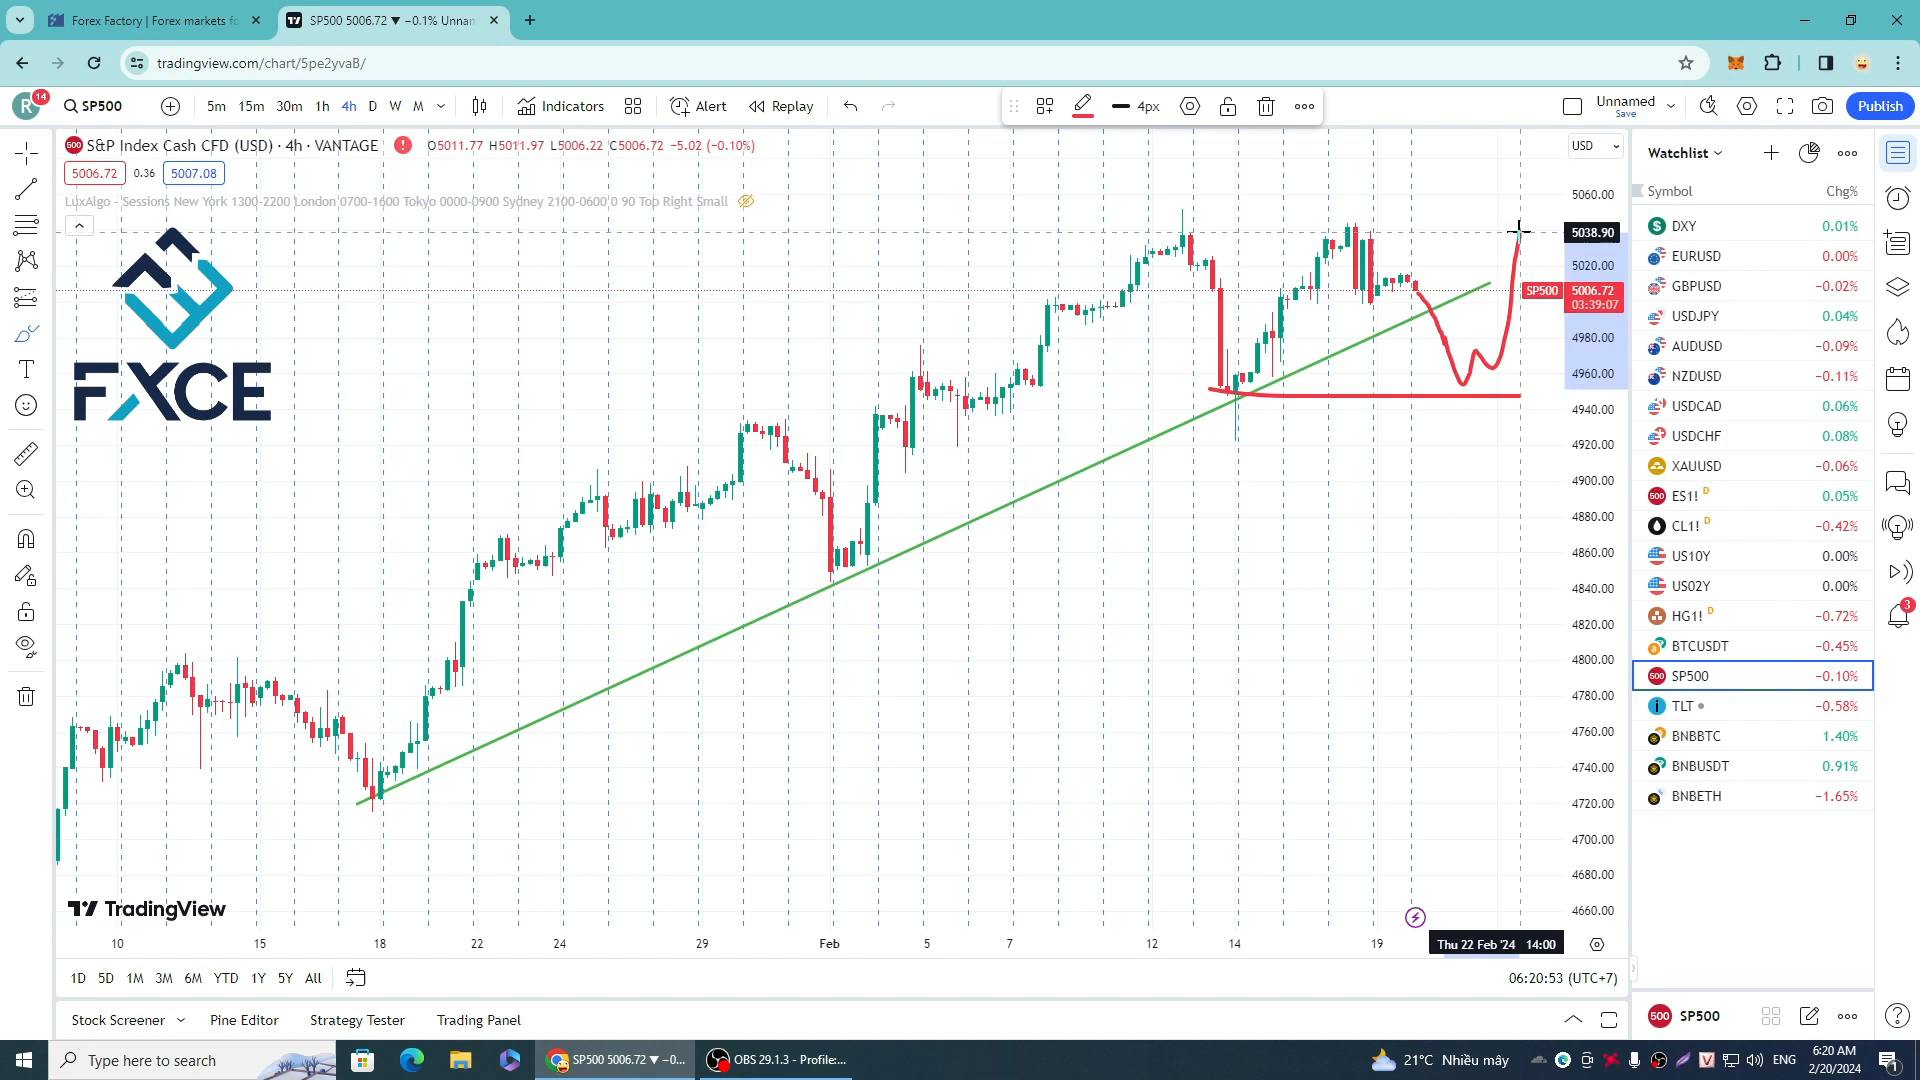 Forex Factory | Forex markets fo
SP500 5006.72 ▼ −0.1% Unnam
tradingview.com/chart/5pe2yvaB/
R 14 SP500 5m 15m 30m 1h 4h D W M Indicators Alert Replay 4px Unnamed Save Publish
S&P Index Cash CFD (USD) · 4h · VANTAGE O5011.77 H5011.97 L5006.22 C5006.72 −5.02 (−0.10%)
5006.72 0.36 5007.08
LuxAlgo - Sessions New York 1300-2200 London 0700-1600 Tokyo 0000-0900 Sydney 2100-0600 0 90 Top Right Small
FXCE
TradingView
USD
5060.00
5038.90
5020.00
SP500 5006.72
03:39:07
4980.00
4960.00
4940.00
4920.00
4900.00
4880.00
4860.00
4840.00
4820.00
4800.00
4780.00
4760.00
4740.00
4720.00
4700.00
4680.00
4660.00
10 15 18 22 24 29 Feb 5 7 12 14 19 Thu 22 Feb '24 14:00
1D 5D 1M 3M 6M YTD 1Y 5Y All 06:20:53 (UTC+7)
Stock Screener Pine Editor Strategy Tester Trading Panel
Watchlist
Symbol Chg%
DXY 0.01%
EURUSD 0.00%
GBPUSD −0.02%
USDJPY 0.04%
AUDUSD −0.09%
NZDUSD −0.11%
USDCAD 0.06%
USDCHF 0.08%
XAUUSD −0.06%
500 ES1! D 0.05%
CL1! D −0.42%
US10Y 0.00%
US02Y 0.00%
HG1! D −0.72%
BTCUSDT −0.45%
500 SP500 −0.10%
TLT −0.58%
BNBBTC 1.40%
BNBUSDT 0.91%
BNBETH −1.65%
3
500 SP500
Type here to search
SP500 5006.72 ▼ −0...
OBS 29.1.3 - Profile:...
21°C Nhiều mây
ENG
6:20 AM
2/20/2024
1